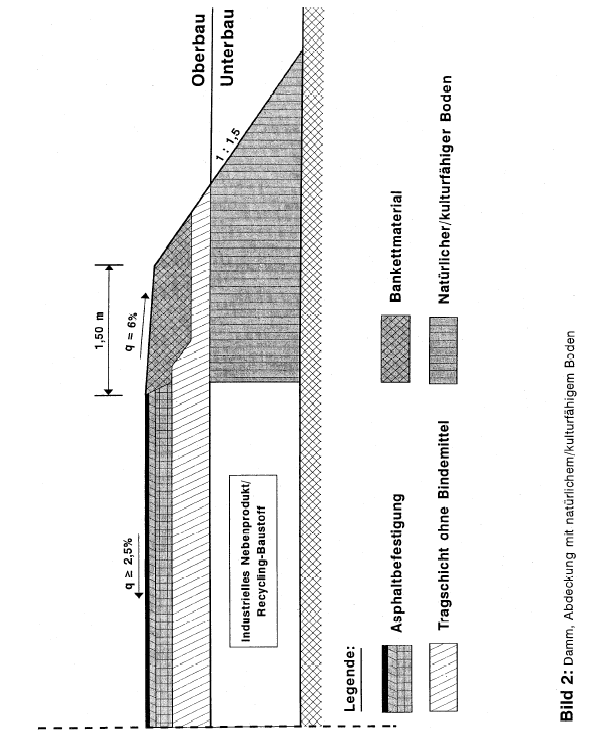 Oberbau
Unterbau
1,50 m
q = 6%
q ≥ 2,5%
1 : 1,5
Industrielles Nebenprodukt/
Recycling-Baustoff
Legende:
Asphaltbefestigung
Bankettmaterial
Tragschicht ohne Bindemittel
Natürlicher/kulturfähiger Boden
Bild 2: Damm, Abdeckung mit natürlichem/kulturfähigem Boden